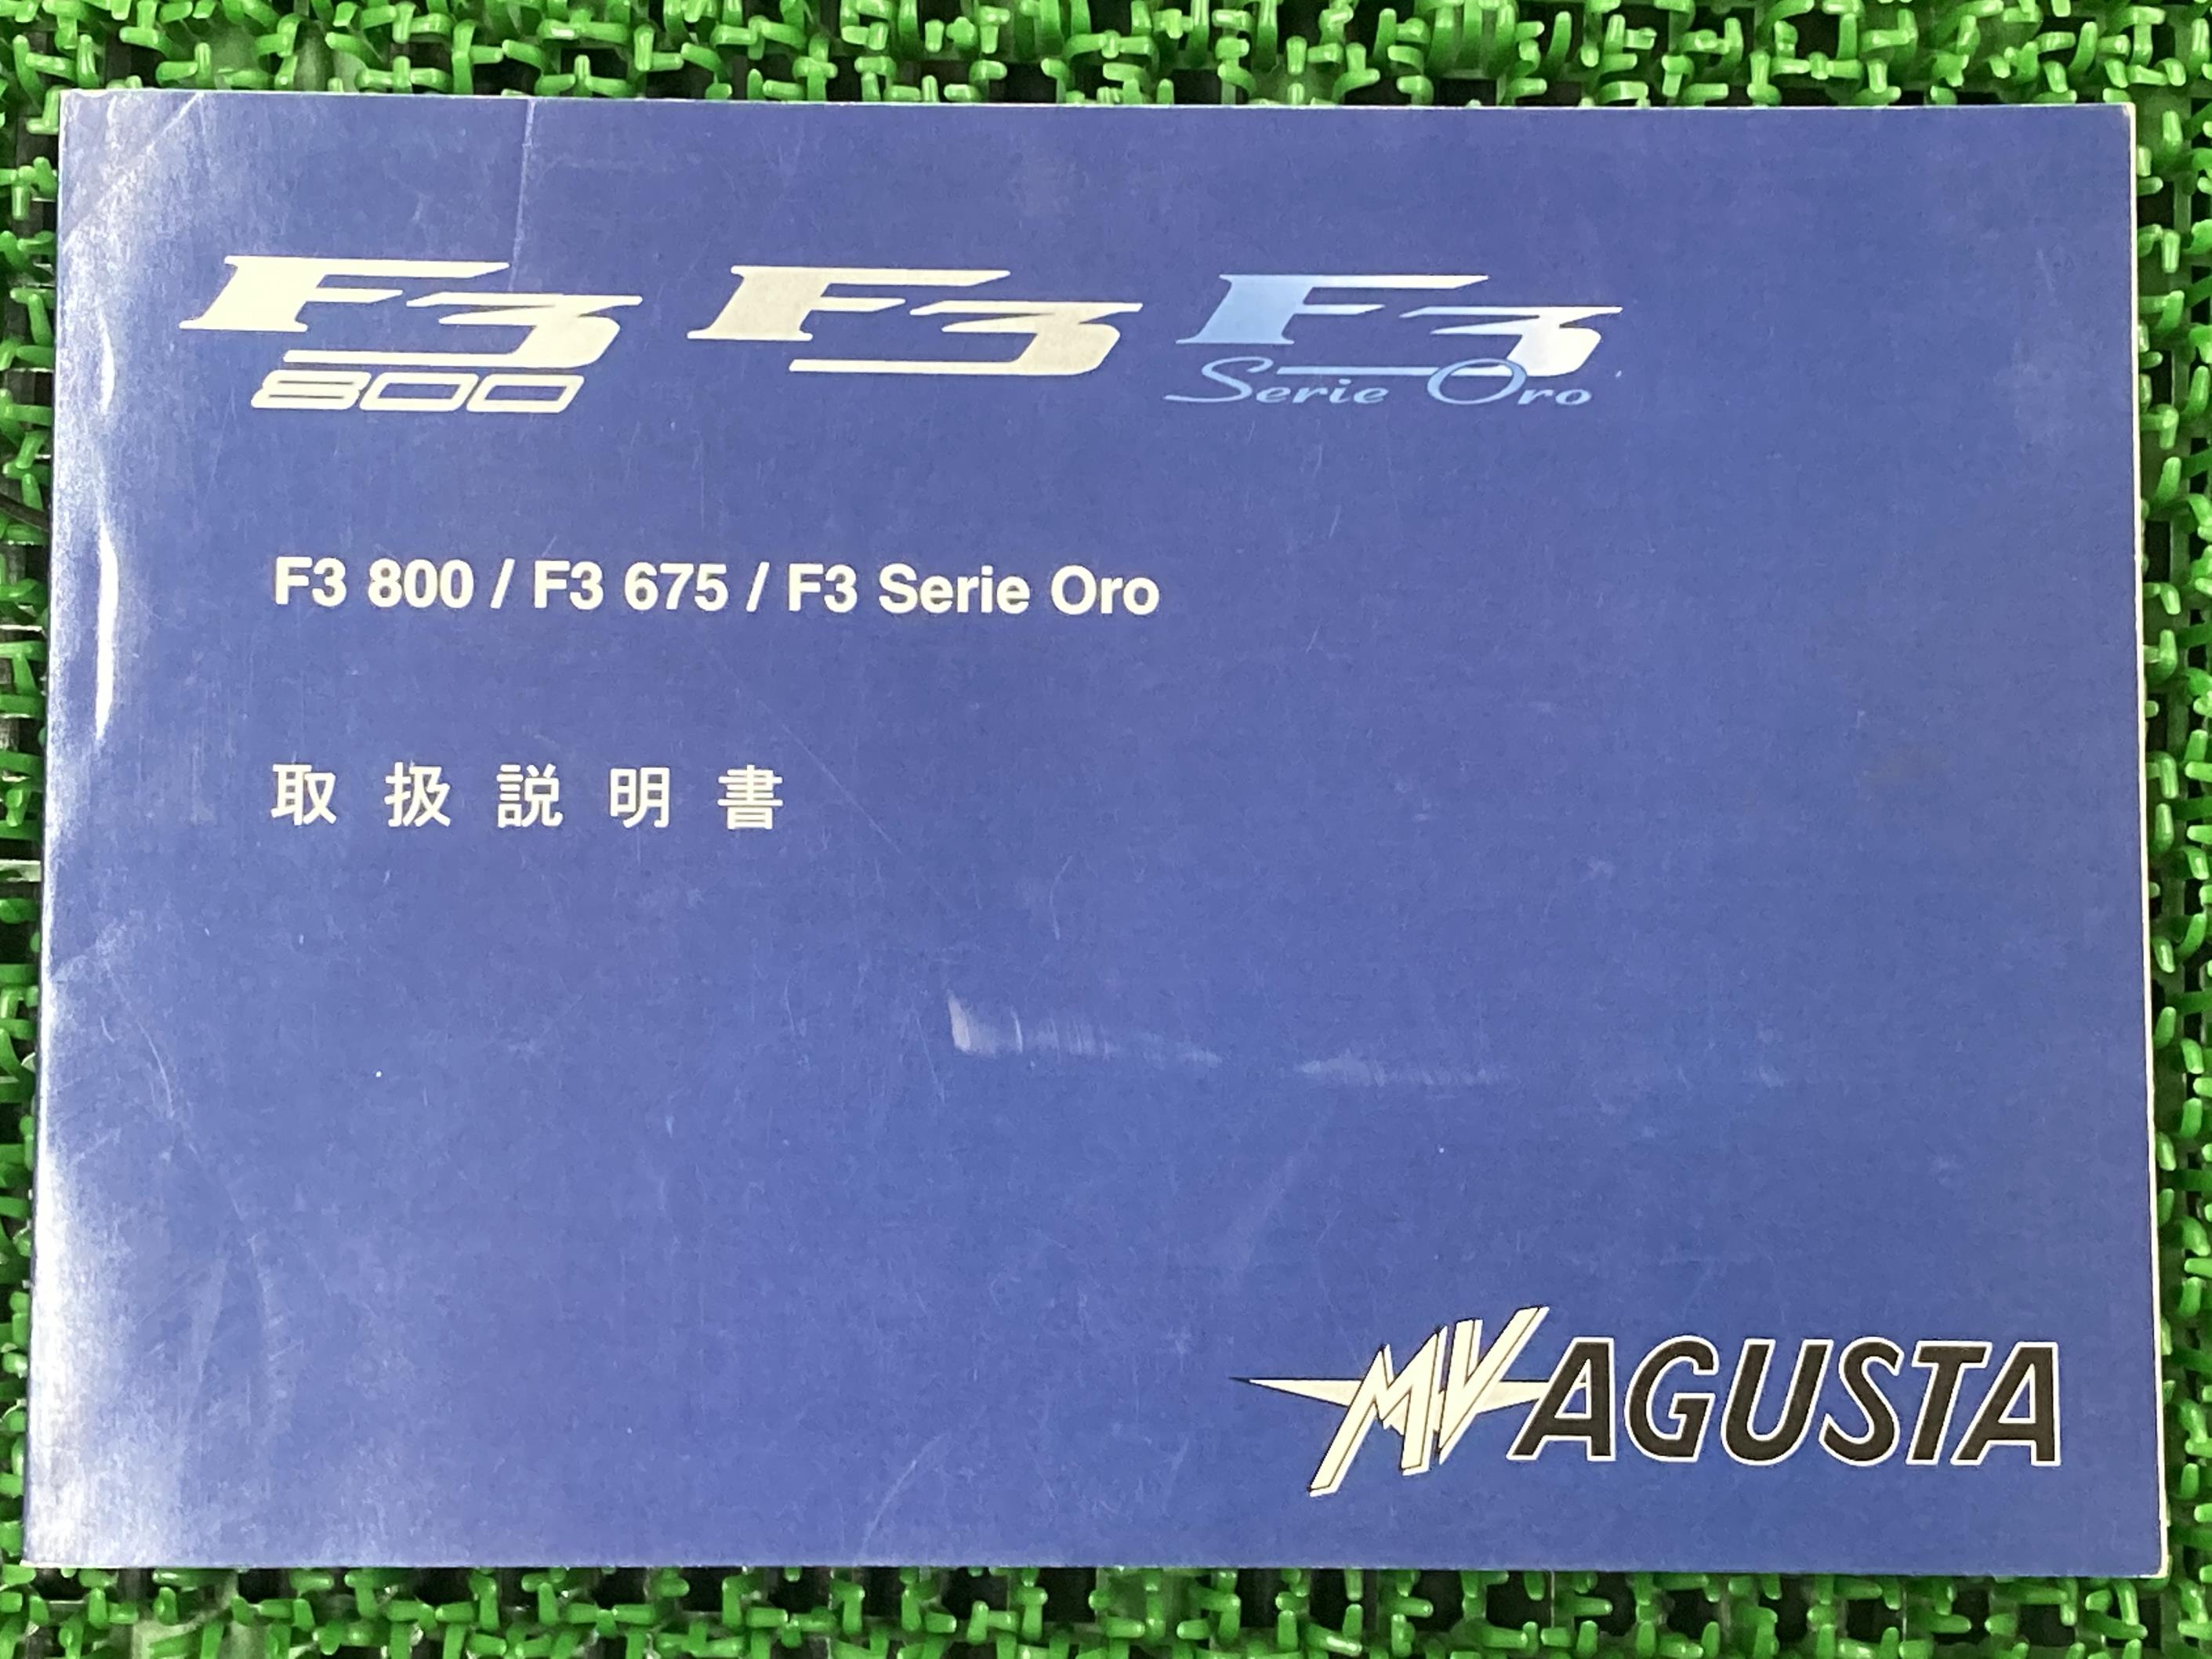 F3 F3 F3
800 Serie Oro
F3 800 / F3 675 / F3 Serie Oro
取扱説明書
MV AGUSTA